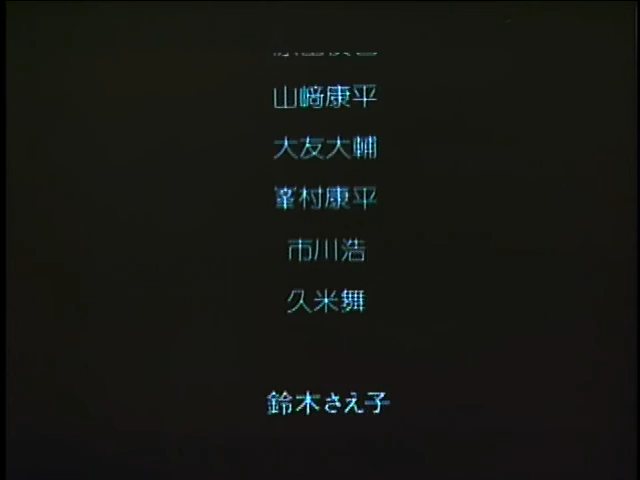 山﨑康平
大友大輔
峯村康平
市川浩
久米舞
鈴木さえ子